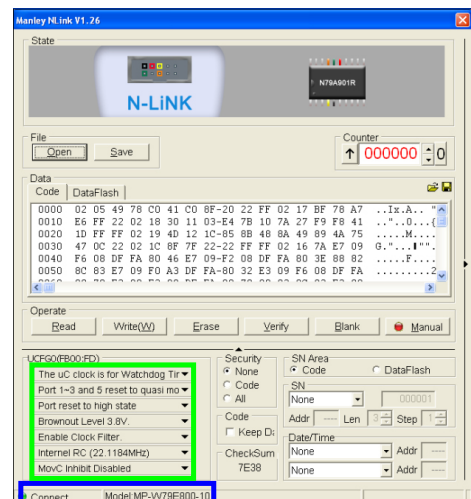 Manley NLink V1.26
State
N-LiNK
N79A901R
File
Open
Save
Counter
000000
0
Data
Code
DataFlash
0000 02 05 49 78 C0 41 C0 8F-20 22 FF 02 17 BF 78 A7 ..Ix.A.. "
0010 E6 FF 22 02 18 30 11 03-E4 7B 10 7A 27 F9 F8 41 .."..0...{
0020 1D FF FF 02 19 4D 12 1C-85 8B 48 8A 49 89 4A 75 .....M....
0030 47 0C 22 02 1C 8F 7F 22-22 FF FF 02 16 7A E7 09
0040 F6 08 DF FA 80 46 E7 09-F2 08 DF FA 80 3E 88 82 .....F....
0050 8C 83 E7 09 F0 A3 DF FA-80 32 E3 09 F6 08 DF FA .........2
Operate
Read
Write(W)
Erase
Verify
Blank
Manual
UCFG0(FB00:FD)
The uC clock is for Watchdog Tir
Port 1~3 and 5 reset to quasi mo
Port reset to high state
Brownout Level 3.8V.
Enable Clock Filter.
Internal RC (22.1184MHz)
MovC Inhibit Disabled
Security
None
Code
All
Code
Keep Da
CheckSum
7E38
SN Area
Code
DataFlash
SN
None
000001
Addr ---- Len 3 Step 1
Date/Time
None
Addr ----
None
Addr ----
Connect
Model:MP-W79E800-10